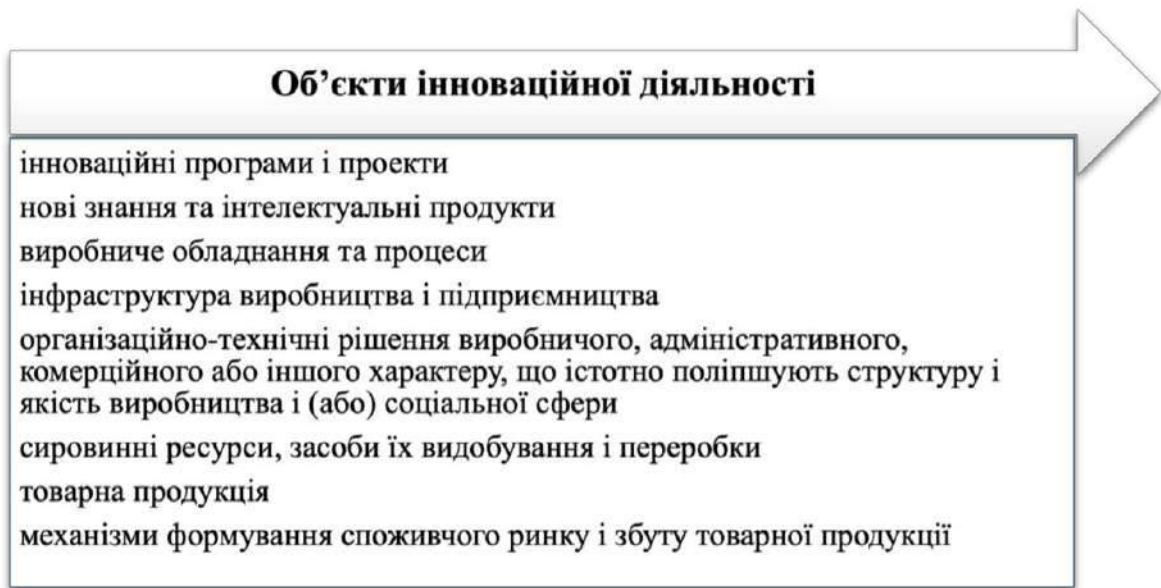 Об’єкти інноваційної діяльності
інноваційні програми і проекти
нові знання та інтелектуальні продукти
виробниче обладнання та процеси
інфраструктура виробництва і підприємництва
організаційно-технічні рішення виробничого, адміністративного,
комерційного або іншого характеру, що істотно поліпшують структуру і
якість виробництва і (або) соціальної сфери
сировинні ресурси, засоби їх видобування і переробки
товарна продукція
механізми формування споживчого ринку і збуту товарної продукції